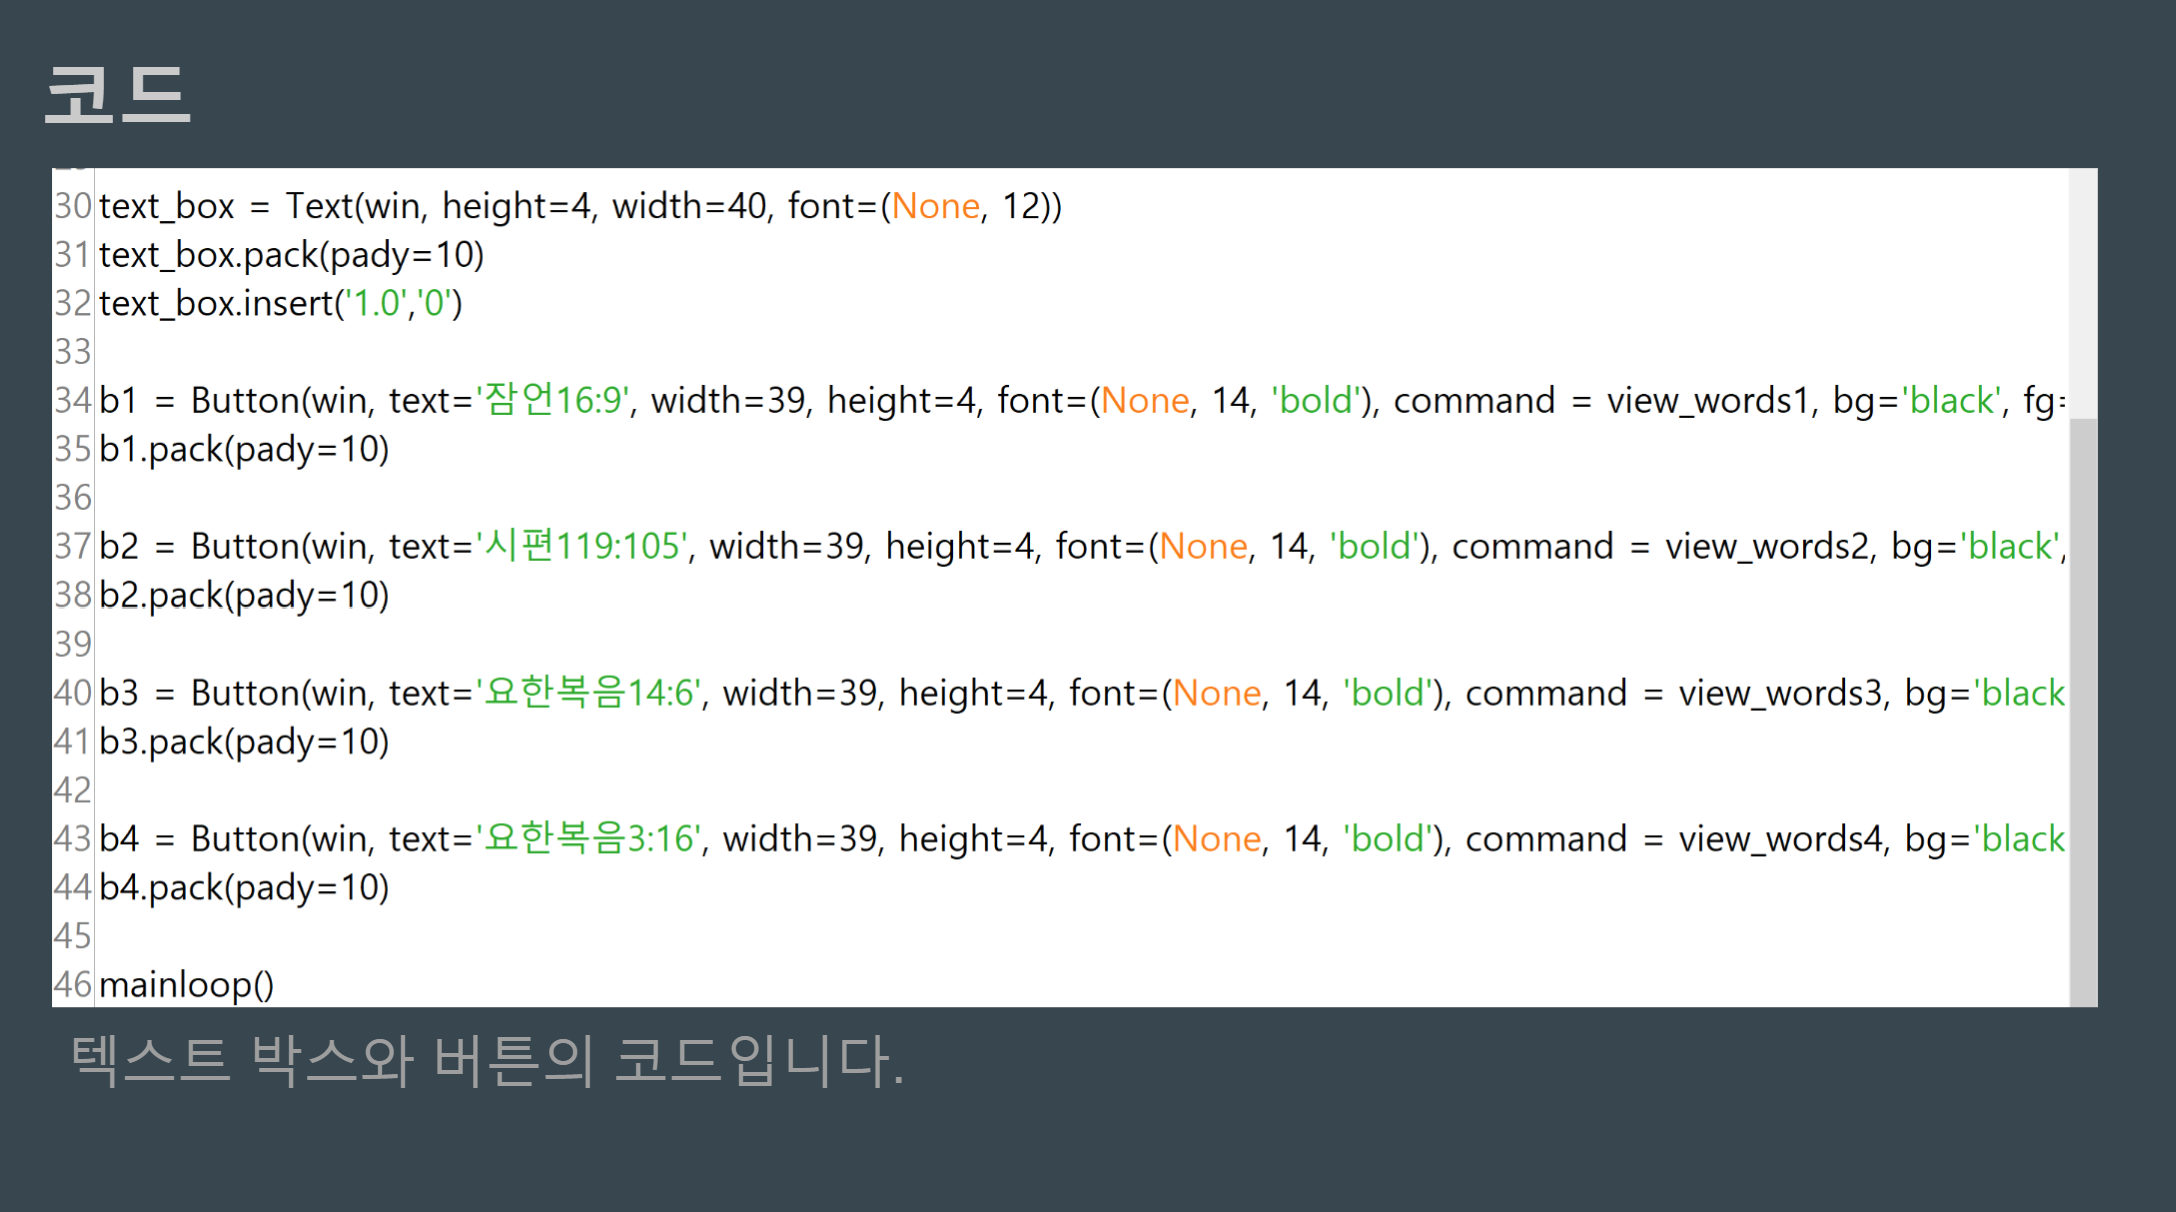 코드
30 text_box = Text(win, height=4, width=40, font=(None, 12))
31 text_box.pack(pady=10)
32 text_box.insert('1.0','0')
33
34 b1 = Button(win, text='잠언16:9', width=39, height=4, font=(None, 14, 'bold'), command = view_words1, bg='black', fg=
35 b1.pack(pady=10)
36
37 b2 = Button(win, text='시편119:105', width=39, height=4, font=(None, 14, 'bold'), command = view_words2, bg='black',
38 b2.pack(pady=10)
39
40 b3 = Button(win, text='요한복음14:6', width=39, height=4, font=(None, 14, 'bold'), command = view_words3, bg='black
41 b3.pack(pady=10)
42
43 b4 = Button(win, text='요한복음3:16', width=39, height=4, font=(None, 14, 'bold'), command = view_words4, bg='black
44 b4.pack(pady=10)
45
46 mainloop()
텍스트 박스와 버튼의 코드입니다.